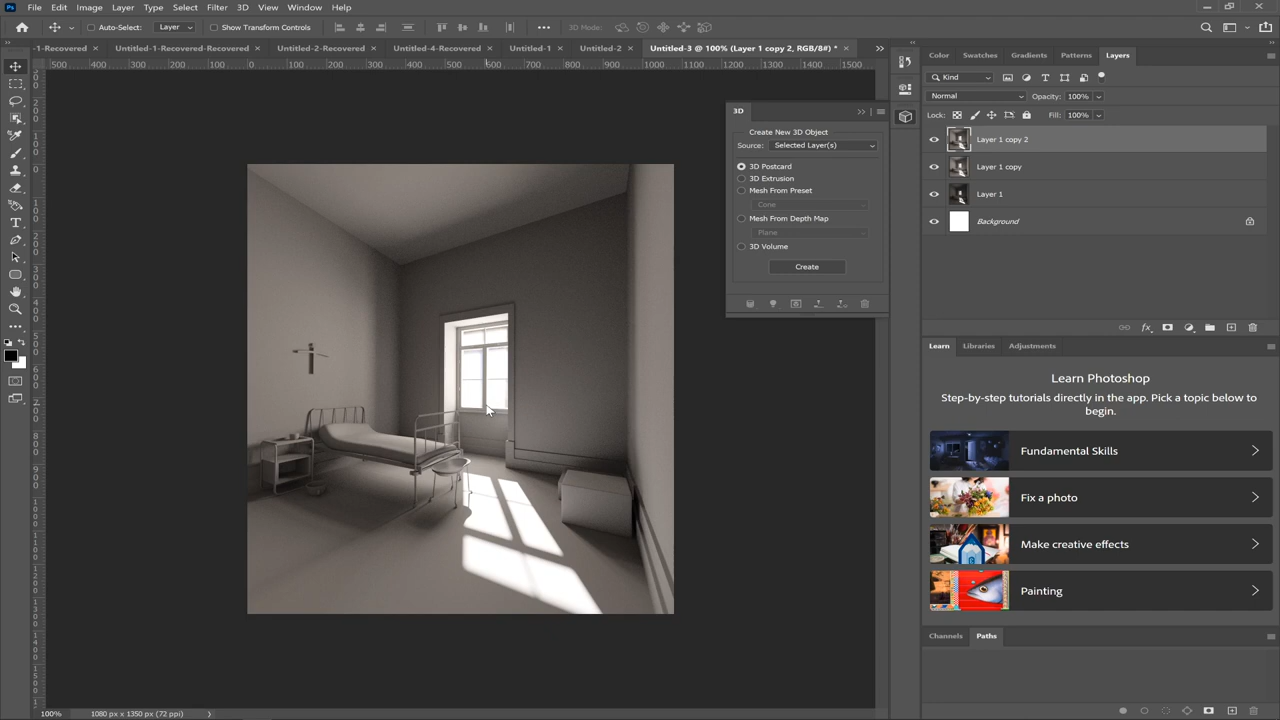 Ps File Edit Image Layer Type Select Filter 3D View Window Help
Auto-Select: Layer Show Transform Controls 3D Mode:
-1-Recovered × Untitled-1-Recovered-Recovered × Untitled-2-Recovered × Untitled-4-Recovered × Untitled-1 × Untitled-2 × Untitled-3 @ 100% (Layer 1 copy 2, RGB/8#) * ×
500 400 300 200 100 0 100 200 300 400 500 600 700 800 900 1000 1100 1200 1300 1400 1500
3D
Create New 3D Object
Source: Selected Layer(s)
3D Postcard
3D Extrusion
Mesh From Preset
Cone
Mesh From Depth Map
Plane
3D Volume
Create
Color Swatches Gradients Patterns Layers
Kind
Normal Opacity: 100%
Lock: Fill: 100%
Layer 1 copy 2
Layer 1 copy
Layer 1
Background
fx
Learn Libraries Adjustments
Learn Photoshop
Step-by-step tutorials directly in the app. Pick a topic below to
begin.
Fundamental Skills
Fix a photo
Make creative effects
Painting
Channels Paths
100% 1080 px x 1350 px (72 ppi)